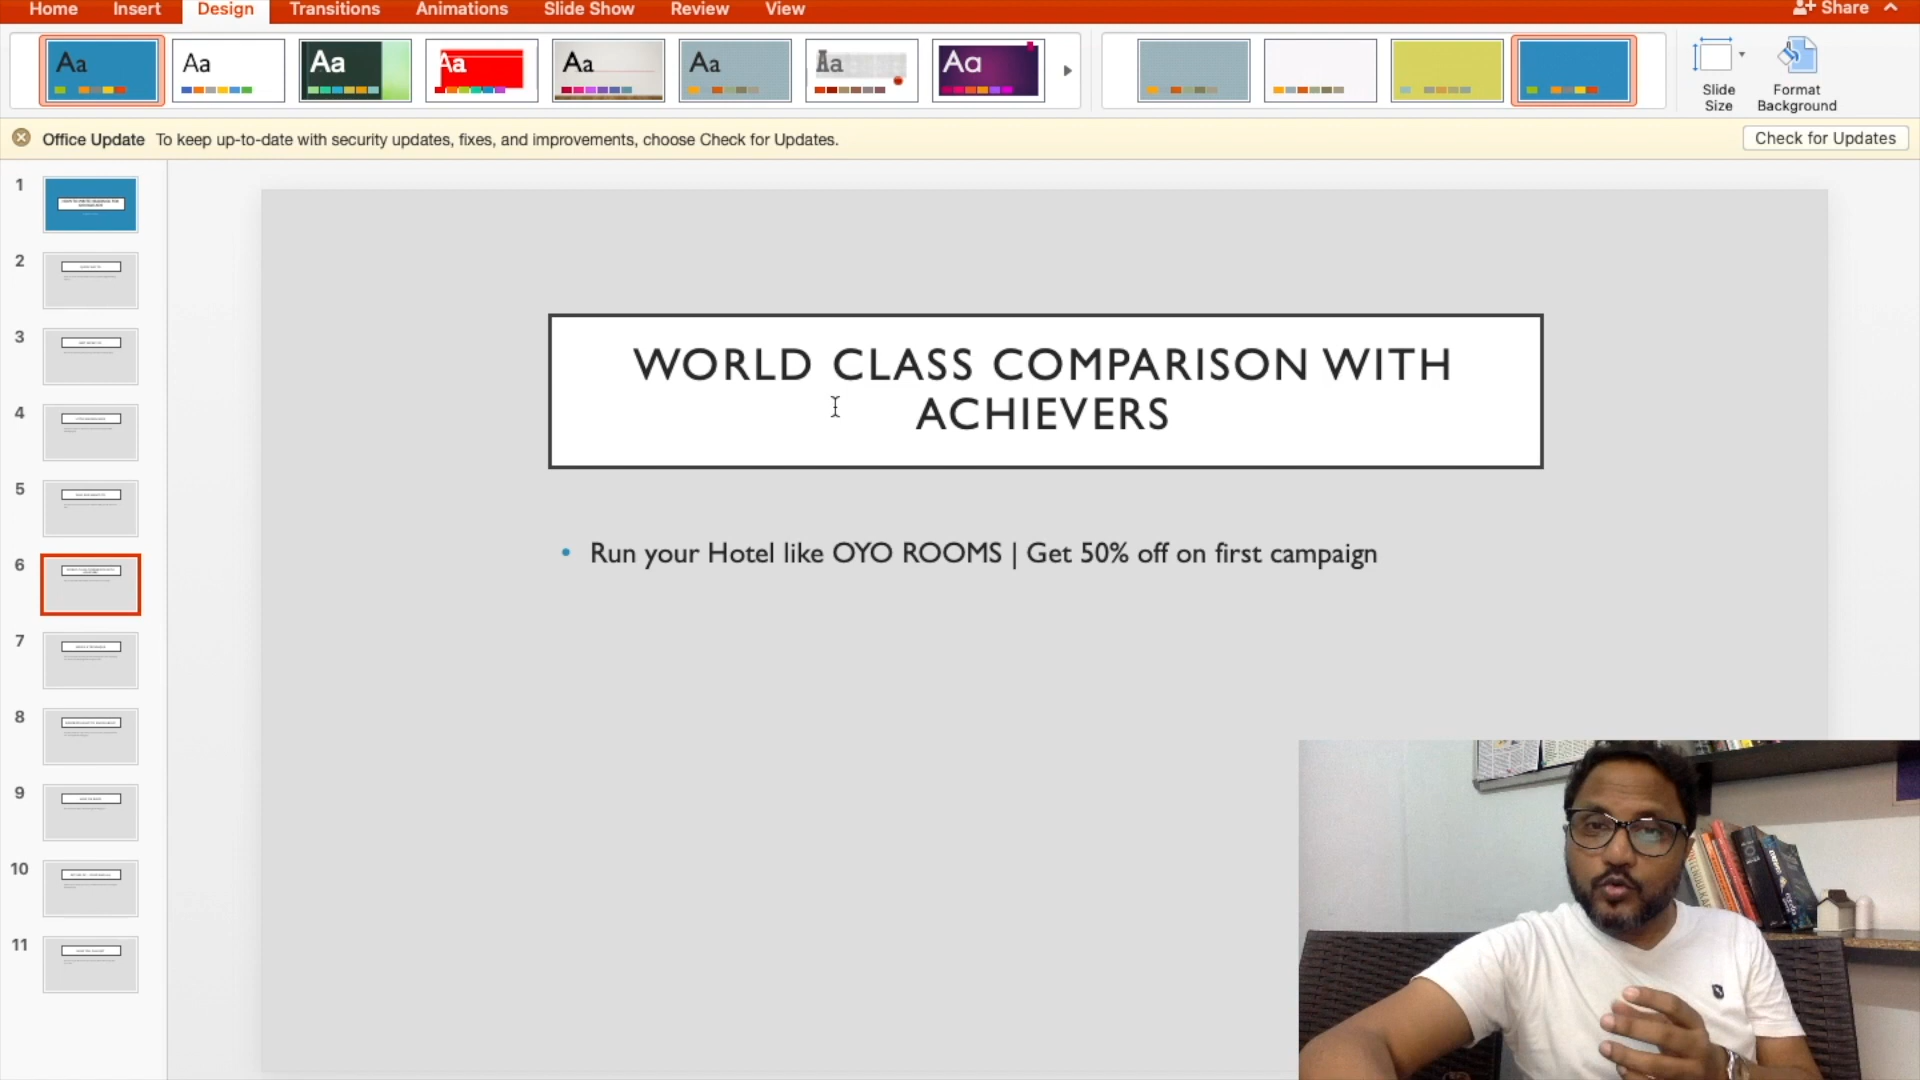 Home Insert Design Transitions Animations Slide Show Review View Share
Aa Aa Aa Aa Aa Aa Aa Aa
Slide Size
Format Background
Office Update To keep up-to-date with security updates, fixes, and improvements, choose Check for Updates.
Check for Updates
1
2
3
4
5
6
7
8
9
10
11
WORLD CLASS COMPARISON WITH
ACHIEVERS
• Run your Hotel like OYO ROOMS | Get 50% off on first campaign